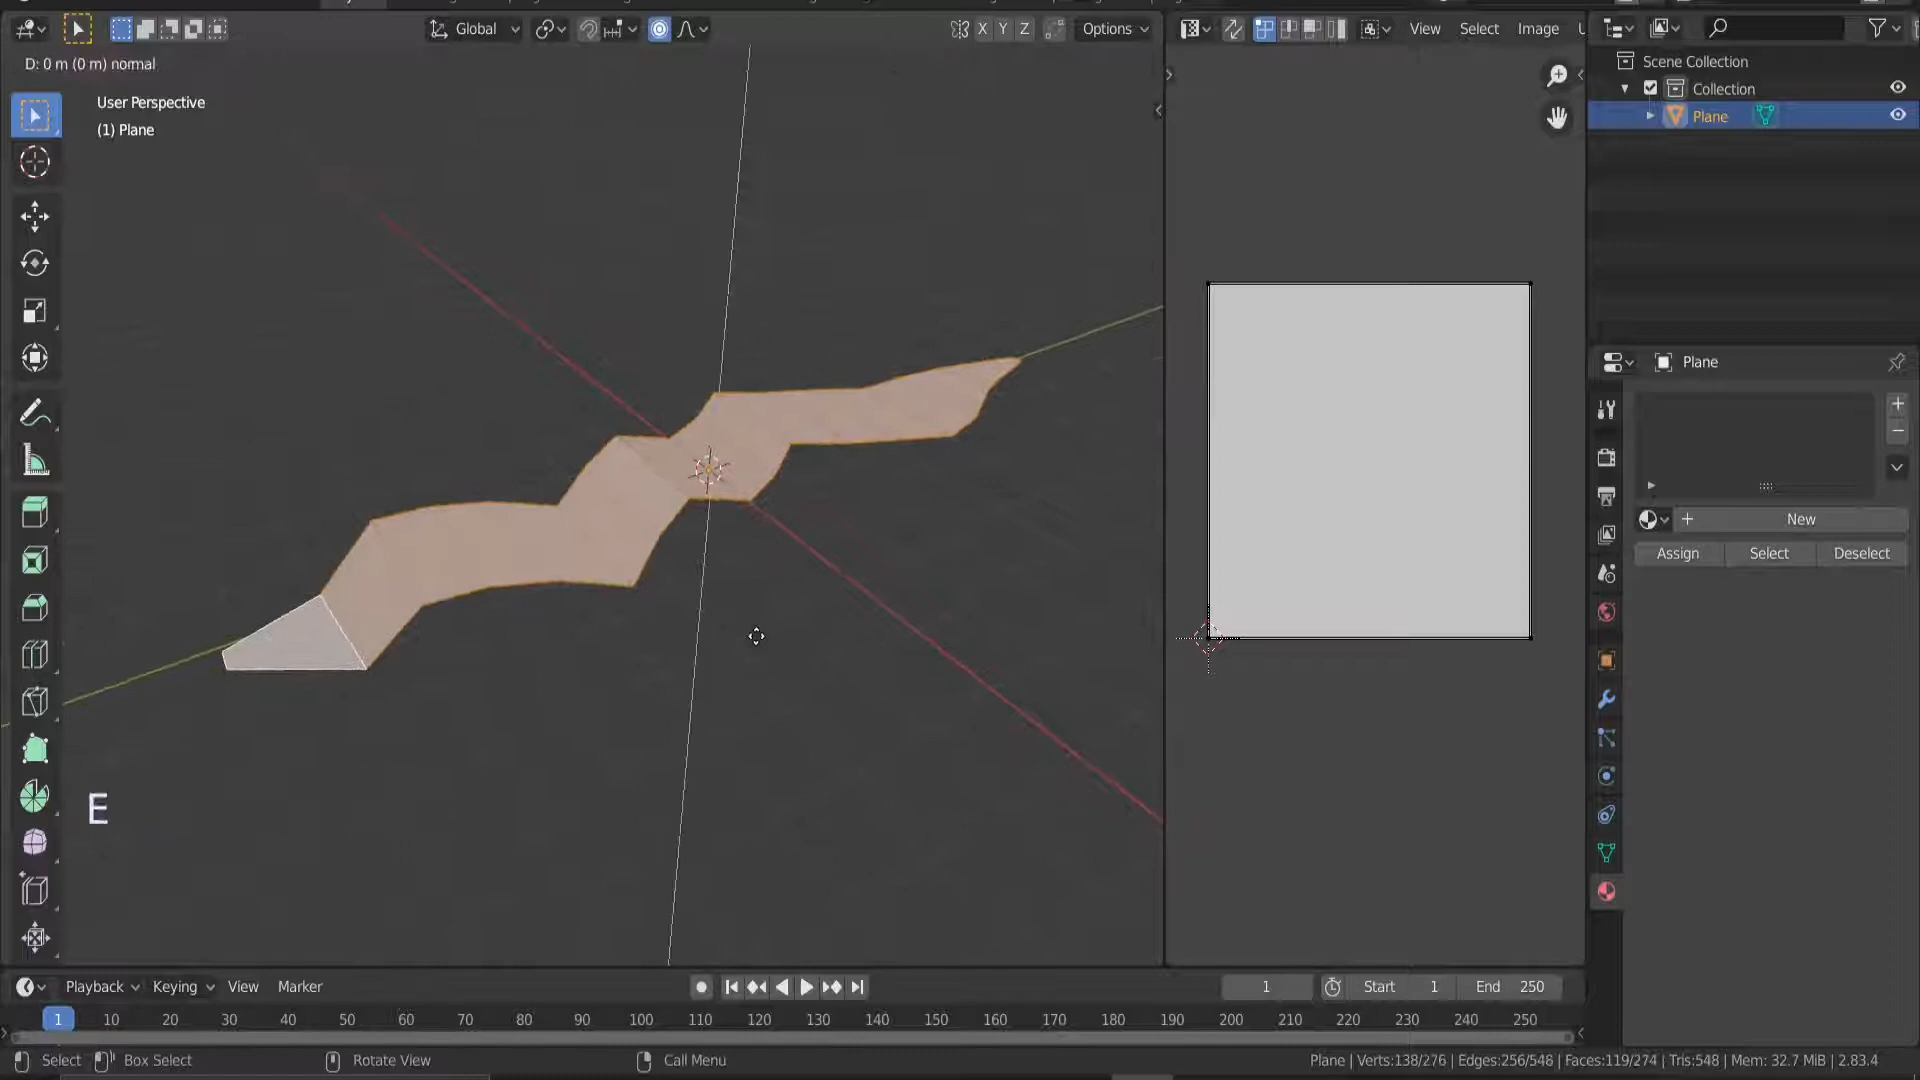 Global
X Y Z
Options
View
Select
Image
Scene Collection
D: 0 m (0 m) normal
Collection
User Perspective
Plane
(1) Plane
Plane
New
Assign
Select
Deselect
E
Playback
Keying
View
Marker
1
Start 1
End 250
1 10 20 30 40 50 60 70 80 90 100 110 120 130 140 150 160 170 180 190 200 210 220 230 240 250
Select
Box Select
Rotate View
Call Menu
Plane | Verts:138/276 | Edges:256/548 | Faces:119/274 | Tris:548 | Mem: 32.7 MiB | 2.83.4